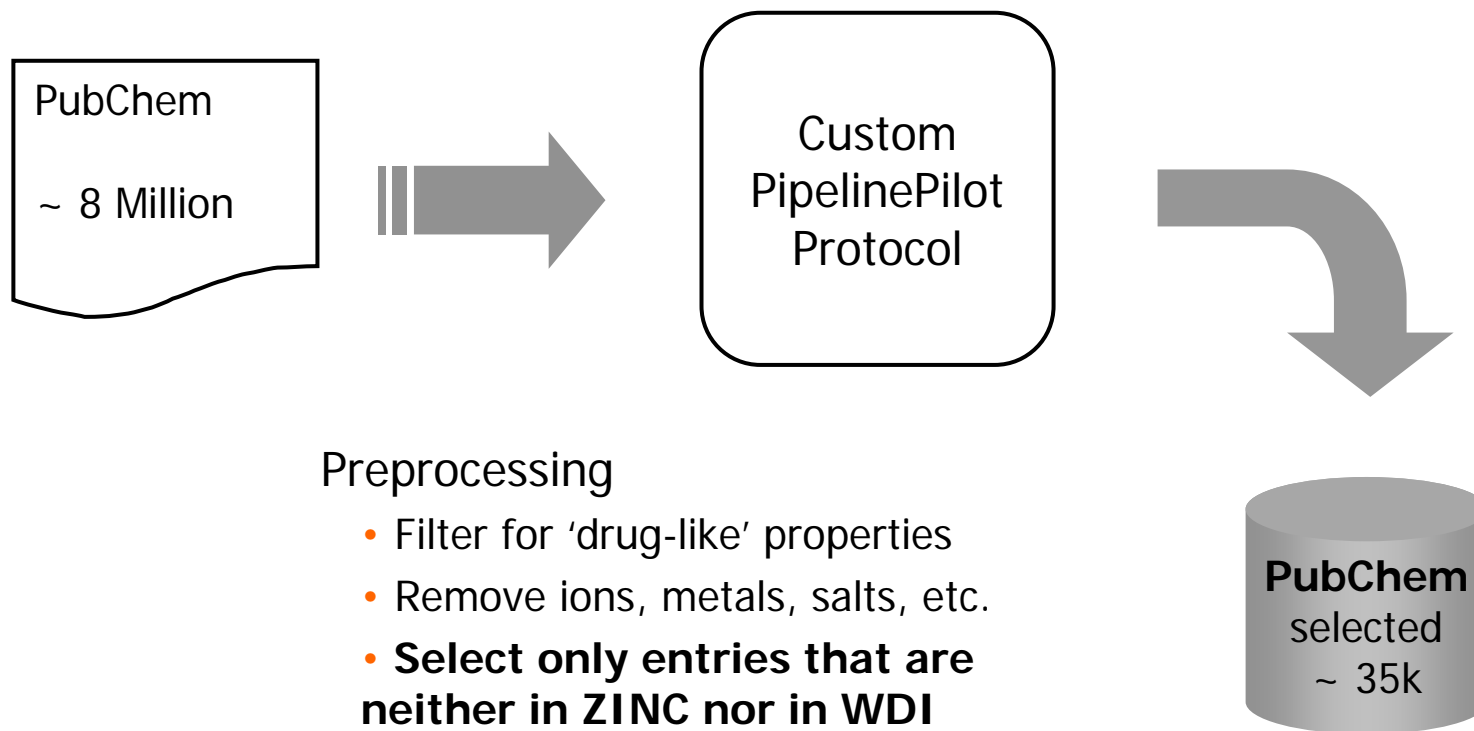 PubChem
~ 8 Million
Custom
PipelinePilot
Protocol
Preprocessing
• Filter for ‘drug-like’ properties
• Remove ions, metals, salts, etc.
• Select only entries that are
neither in ZINC nor in WDI
PubChem
selected
~ 35k